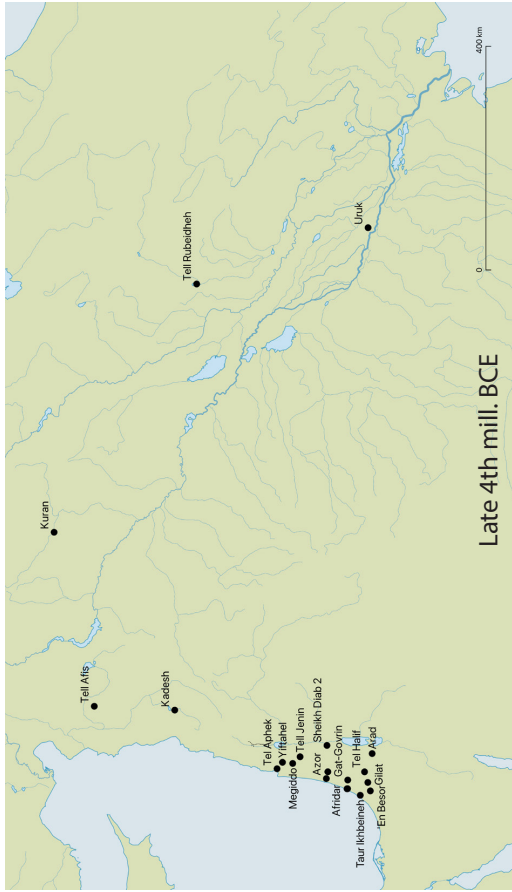 400 km
0
Uruk
Tell Rubeidheh
Kuran
Tell Afis
Kadesh
Tel Aphek
Yiftahel
Megiddo
Tell Jenin
Sheikh Diab 2
Azor
Gat-Govrin
Afridar
Tel Halif
Arad
Taur Ikhbeineh
'En Besor
Gilat
Late 4th mill. BCE